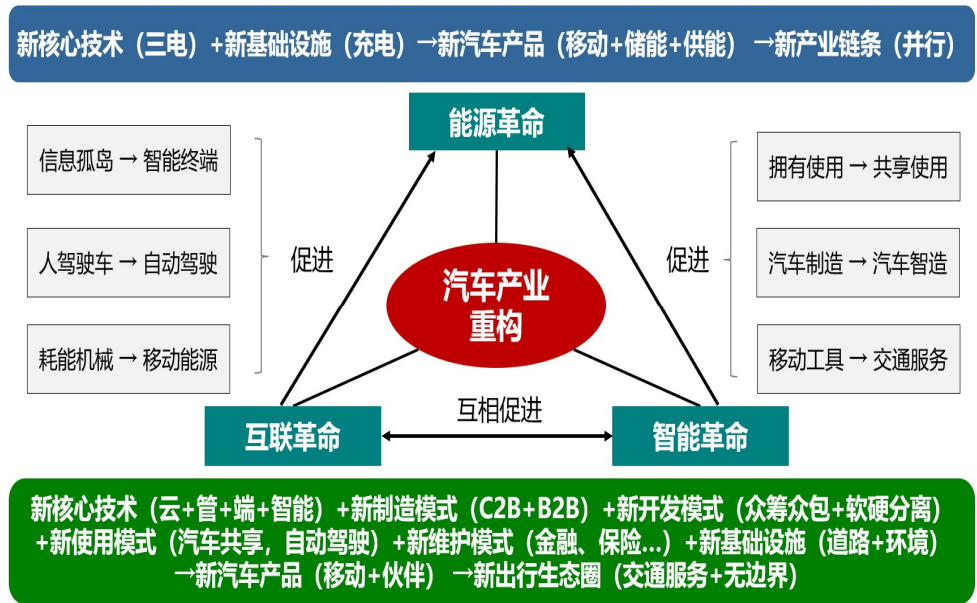 新核心技术（三电）+新基础设施（充电）→新汽车产品（移动+储能+供能） →新产业链条（并行）
能源革命
信息孤岛 → 智能终端
人驾驶车 → 自动驾驶
耗能机械 → 移动能源
促进
汽车产业
重构
促进
拥有使用 → 共享使用
汽车制造 → 汽车智造
移动工具 → 交通服务
互联革命
互相促进
智能革命
新核心技术（云+管+端+智能）+新制造模式（C2B+B2B）+新开发模式（众筹众包+软硬分离）
+新使用模式（汽车共享，自动驾驶）+新维护模式（金融、保险...）+新基础设施（道路+环境）
→新汽车产品（移动+伙伴） →新出行生态圈（交通服务+无边界）